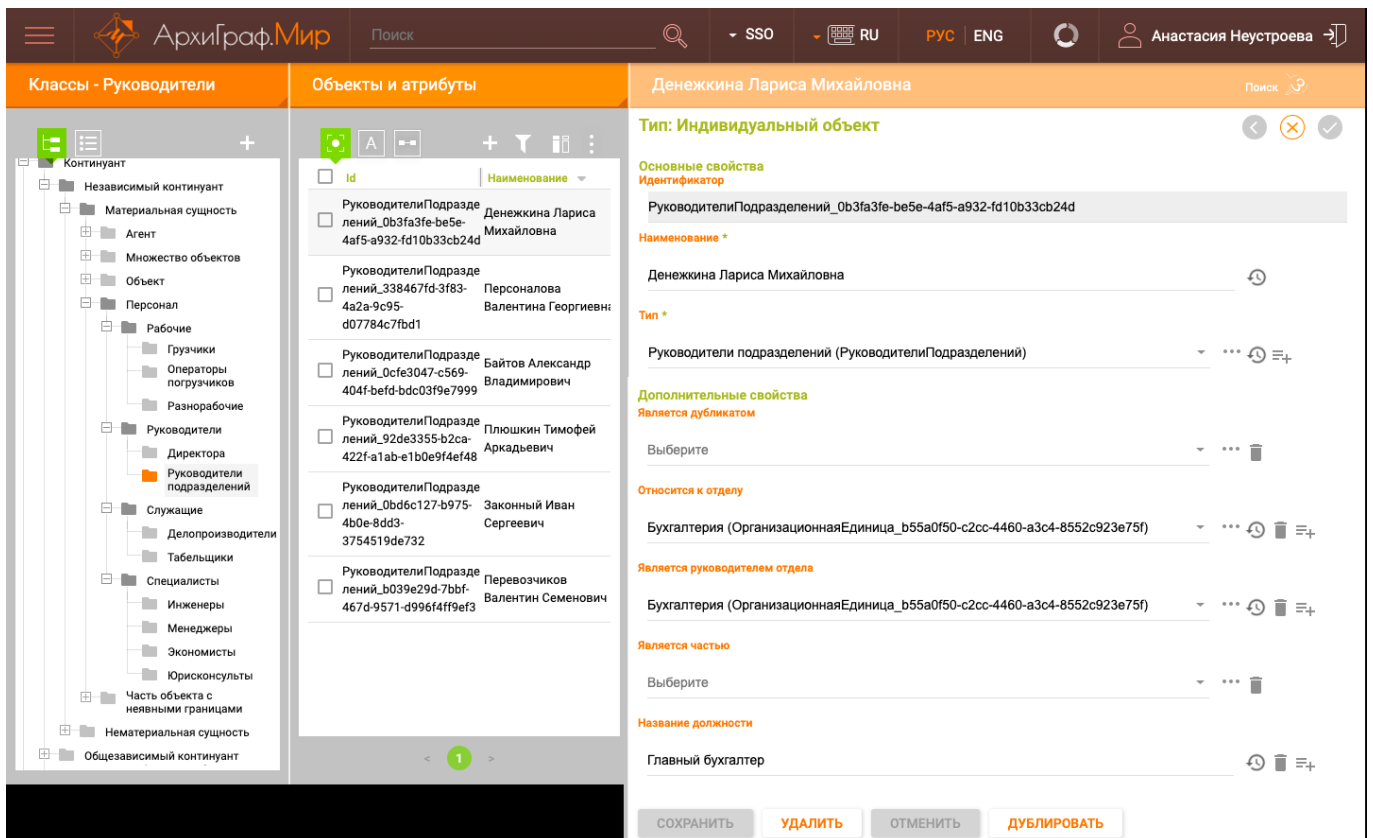 АрхиГраф.Мир
Поиск
SSO
RU
РУС
ENG
Анастасия Неустроева
Классы - Руководители
Континуант
Независимый континуант
Материальная сущность
Агент
Множество объектов
Объект
Персонал
Рабочие
Грузчики
Операторы
погрузчиков
Разнорабочие
Руководители
Директора
Руководители
подразделений
Служащие
Делопроизводители
Табельщики
Специалисты
Инженеры
Менеджеры
Экономисты
Юрисконсульты
Часть объекта с
неявными границами
Нематериальная сущность
Общезависимый континуант
Объекты и атрибуты
A
Id
Наименование
РуководителиПодразде
лений_0b3fa3fe-be5e-
4af5-a932-fd10b33cb24d
Денежкина Лариса
Михайловна
РуководителиПодразде
лений_338467fd-3f83-
4a2a-9c95-
d07784c7fbd1
Персоналова
Валентина Георгиевна
РуководителиПодразде
лений_0cfe3047-c569-
404f-befd-bdc03f9e7999
Байтов Александр
Владимирович
РуководителиПодразде
лений_92de3355-b2ca-
422f-a1ab-e1b0e9f4ef48
Плюшкин Тимофей
Аркадьевич
РуководителиПодразде
лений_0bd6c127-b975-
4b0e-8dd3-
3754519de732
Законный Иван
Сергеевич
РуководителиПодразде
лений_b039e29d-7bbf-
467d-9571-d996f4ff9ef3
Перевозчиков
Валентин Семенович
< 1 >
Денежкина Лариса Михайловна
Поиск
Тип: Индивидуальный объект
Основные свойства
Идентификатор
РуководителиПодразделений_0b3fa3fe-be5e-4af5-a932-fd10b33cb24d
Наименование *
Денежкина Лариса Михайловна
Тип *
Руководители подразделений (РуководителиПодразделений)
Дополнительные свойства
Является дубликатом
Выберите
Относится к отделу
Бухгалтерия (ОрганизационнаяЕдиница_b55a0f50-c2cc-4460-a3c4-8552c923e75f)
Является руководителем отдела
Бухгалтерия (ОрганизационнаяЕдиница_b55a0f50-c2cc-4460-a3c4-8552c923e75f)
Является частью
Выберите
Название должности
Главный бухгалтер
СОХРАНИТЬ
УДАЛИТЬ
ОТМЕНИТЬ
ДУБЛИРОВАТЬ